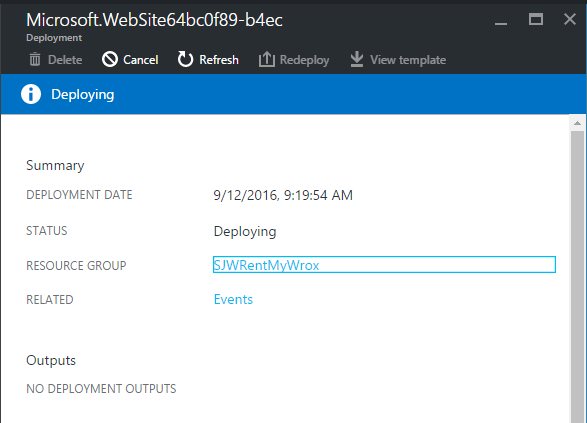 Microsoft.WebSite64bc0f89-b4ec
Deployment
Delete Cancel Refresh Redeploy View template
Deploying
Summary
DEPLOYMENT DATE 9/12/2016, 9:19:54 AM
STATUS Deploying
RESOURCE GROUP SJWRentMyWrox
RELATED Events
Outputs
NO DEPLOYMENT OUTPUTS